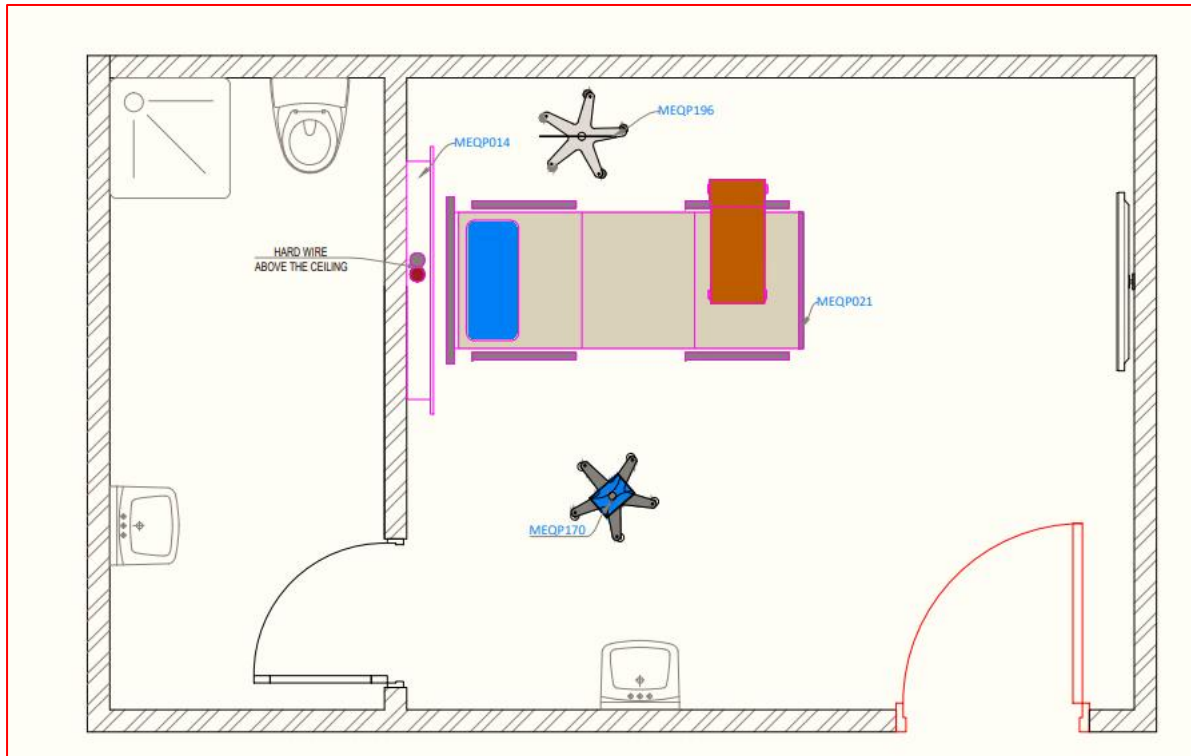 MEQP196
MEQP014
HARD WIRE
ABOVE THE CEILING
MEQP021
MEQP170